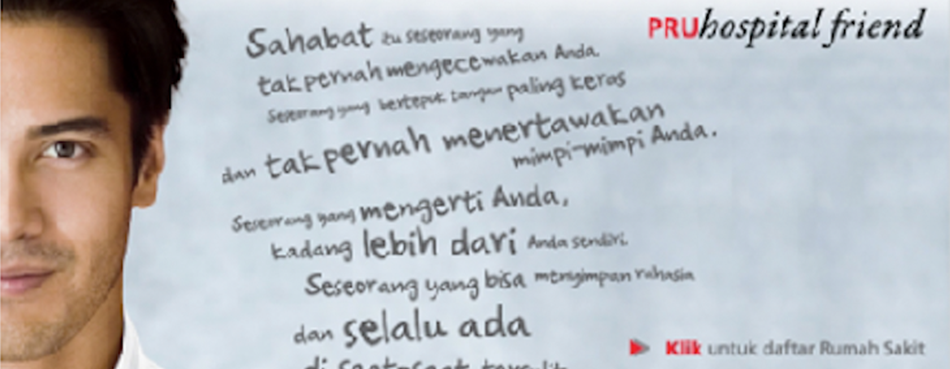 PRUhospital friend
Sahabat itu seseorang yang
tak pernah mengecewakan Anda.
Seseorang yang bertepuk tangan paling keras
dan tak pernah menertawakan
mimpi-mimpi Anda.
Seseorang yang mengerti Anda,
kadang lebih dari Anda sendiri.
Seseorang yang bisa menyimpan rahasia
dan selalu ada
di saat-saat
Klik untuk daftar Rumah Sakit